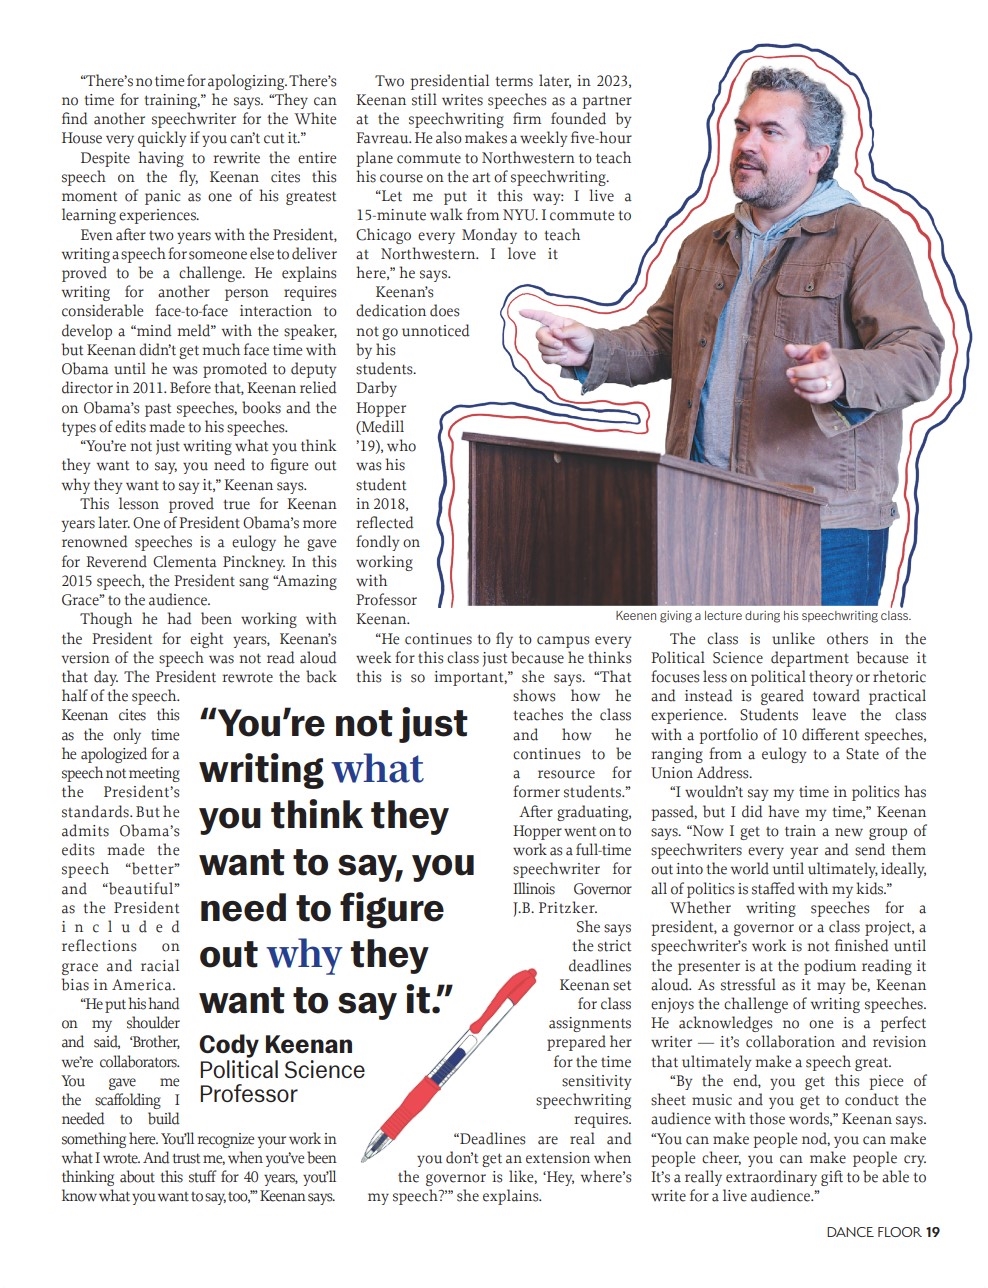 “There’s no time for apologizing. There’s
no time for training,” he says. “They can
find another speechwriter for the White
House very quickly if you can’t cut it.”
Despite having to rewrite the entire
speech on the fly, Keenan cites this
moment of panic as one of his greatest
learning experiences.
Even after two years with the President,
writing a speech for someone else to deliver
proved to be a challenge. He explains
writing for another person requires
considerable face-to-face interaction to
develop a “mind meld” with the speaker,
but Keenan didn’t get much face time with
Obama until he was promoted to deputy
director in 2011. Before that, Keenan relied
on Obama’s past speeches, books and the
types of edits made to his speeches.
“You’re not just writing what you think
they want to say, you need to figure out
why they want to say it,” Keenan says.
This lesson proved true for Keenan
years later. One of President Obama’s more
renowned speeches is a eulogy he gave
for Reverend Clementa Pinckney. In this
2015 speech, the President sang “Amazing
Grace” to the audience.
Though he had been working with
the President for eight years, Keenan’s
version of the speech was not read aloud
that day. The President rewrote the back
half of the speech.
Keenan cites this
as the only time
he apologized for a
speech not meeting
the President’s
standards. But he
admits Obama’s
edits made the
speech “better”
and “beautiful”
as the President
included
reflections on
grace and racial
bias in America.
“He put his hand
on my shoulder
and said, ‘Brother,
we’re collaborators.
You gave me
the scaffolding I
needed to build
something here. You’ll recognize your work in
what I wrote. And trust me, when you’ve been
thinking about this stuff for 40 years, you’ll
know what you want to say, too,’” Keenan says.
“You’re not just
writing what
you think they
want to say, you
need to figure
out why they
want to say it.”
Cody Keenan
Political Science
Professor
Two presidential terms later, in 2023,
Keenan still writes speeches as a partner
at the speechwriting firm founded by
Favreau. He also makes a weekly five-hour
plane commute to Northwestern to teach
his course on the art of speechwriting.
“Let me put it this way: I live a
15-minute walk from NYU. I commute to
Chicago every Monday to teach
at Northwestern. I love it
here,” he says.
Keenan’s
dedication does
not go unnoticed
by his
students.
Darby
Hopper
(Medill
’19), who
was his
student
in 2018,
reflected
fondly on
working
with
Professor
Keenan.
“He continues to fly to campus every
week for this class just because he thinks
this is so important,” she says. “That
shows how he
teaches the class
and how he
continues to be
a resource for
former students.”
After graduating,
Hopper went on to
work as a full-time
speechwriter for
Illinois Governor
J.B. Pritzker.
She says
the strict
deadlines
Keenan set
for class
assignments
prepared her
for the time
sensitivity
speechwriting
requires.
“Deadlines are real and
you don’t get an extension when
the governor is like, ‘Hey, where’s
my speech?’” she explains.
Keenen giving a lecture during his speechwriting class.
The class is unlike others in the
Political Science department because it
focuses less on political theory or rhetoric
and instead is geared toward practical
experience. Students leave the class
with a portfolio of 10 different speeches,
ranging from a eulogy to a State of the
Union Address.
“I wouldn’t say my time in politics has
passed, but I did have my time,” Keenan
says. “Now I get to train a new group of
speechwriters every year and send them
out into the world until ultimately, ideally,
all of politics is staffed with my kids.”
Whether writing speeches for a
president, a governor or a class project, a
speechwriter’s work is not finished until
the presenter is at the podium reading it
aloud. As stressful as it may be, Keenan
enjoys the challenge of writing speeches.
He acknowledges no one is a perfect
writer — it’s collaboration and revision
that ultimately make a speech great.
“By the end, you get this piece of
sheet music and you get to conduct the
audience with those words,” Keenan says.
“You can make people nod, you can make
people cheer, you can make people cry.
It’s a really extraordinary gift to be able to
write for a live audience.”
DANCE FLOOR 19